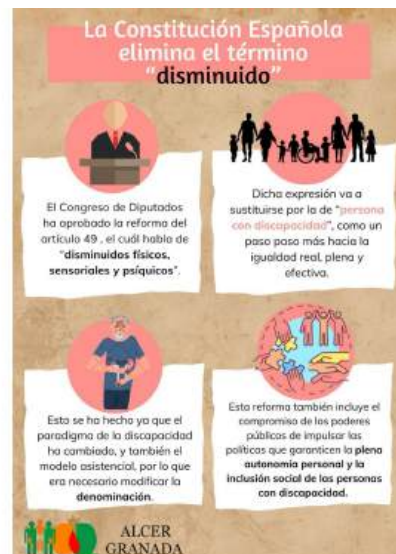 La Constitución Española
elimina el término
“disminuido”
El Congreso de Diputados
ha aprobado la reforma del
artículo 49 , el cuál habla de
“disminuidos físicos,
sensoriales y psíquicos”.
Dicha expresión va a
sustituirse por la de “persona
con discapacidad”, como un
paso paso más hacia la
igualdad real, plena y
efectiva.
Esto se ha hecho ya que el
paradigma de la discapacidad
ha cambiado, y también el
modelo asistencial, por lo que
era necesario modificar la
denominación.
Esta reforma también incluye el
compromiso de los poderes
públicos de impulsar las
políticas que garanticen la plena
autonomía personal y la
inclusión social de las personas
con discapacidad.
ALCER
GRANADA